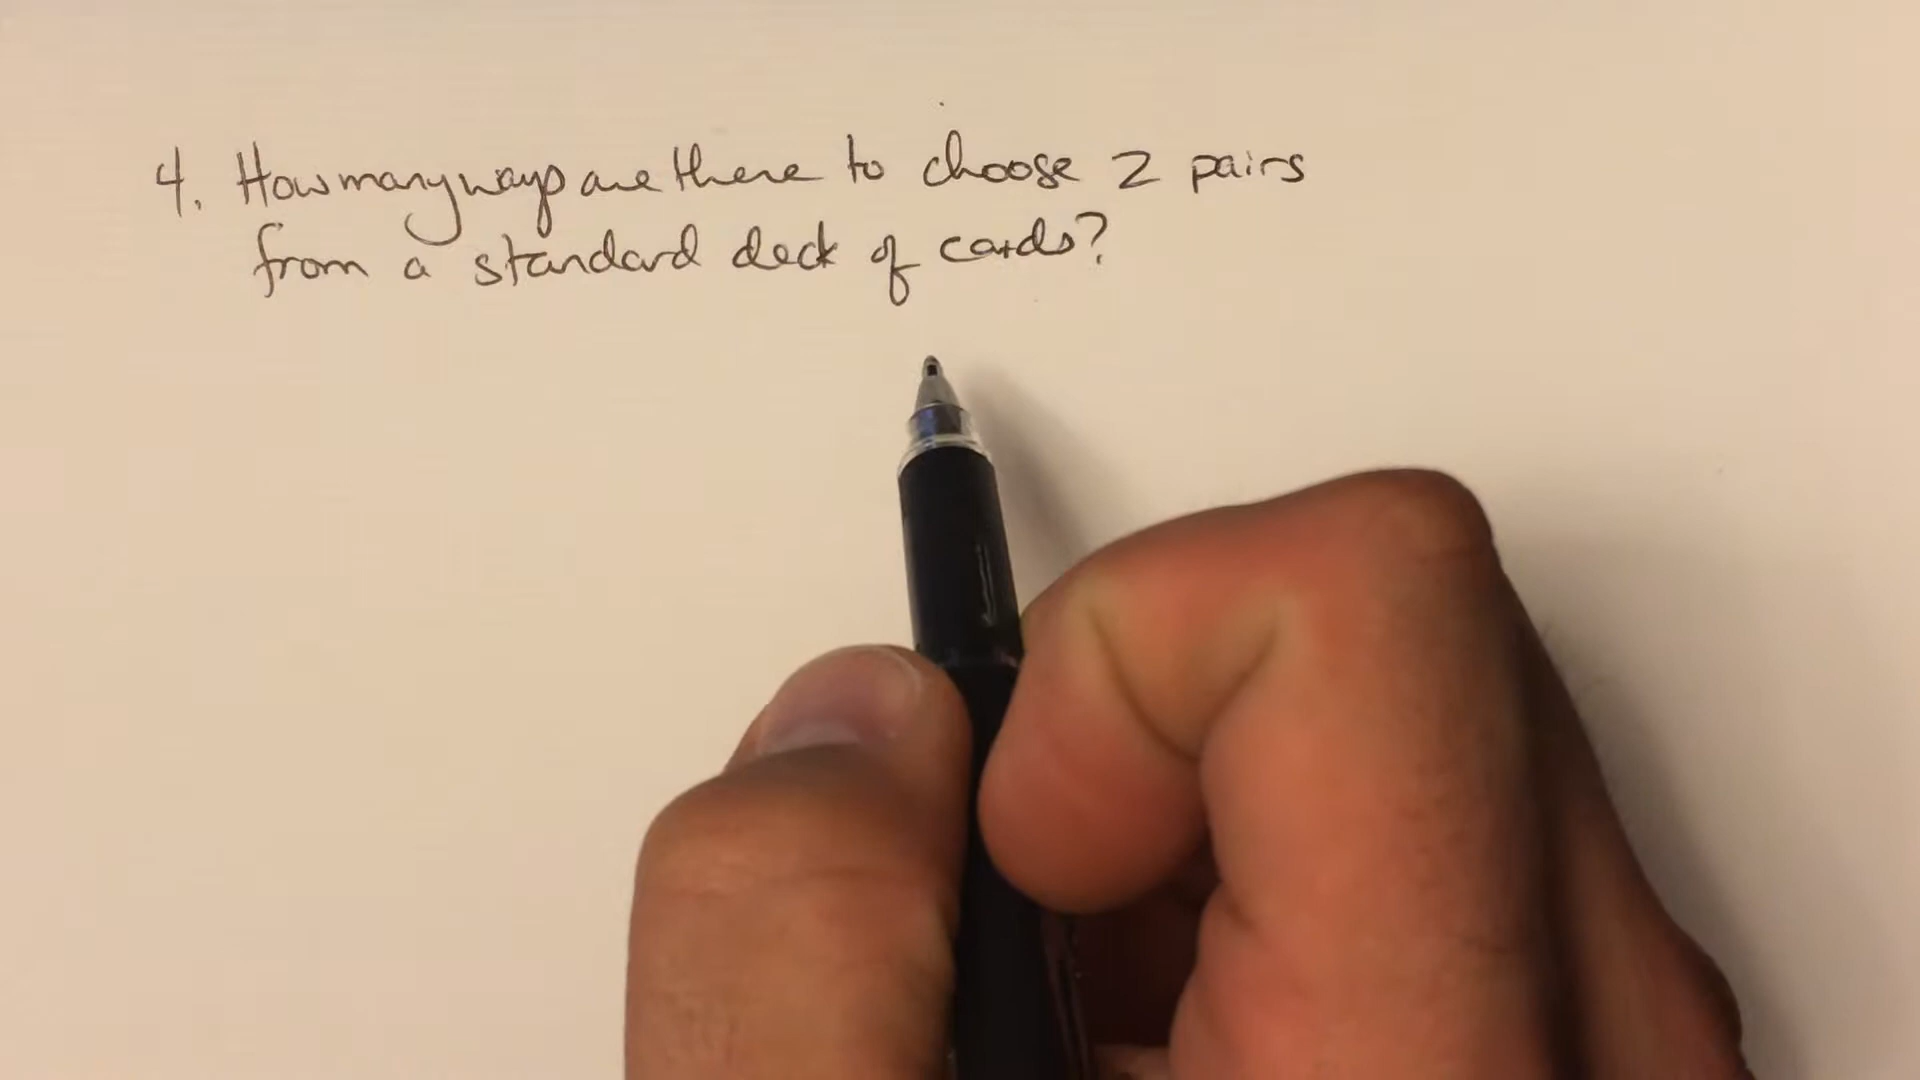 4. How many ways are there to choose 2 pairs
from a standard deck of cards?